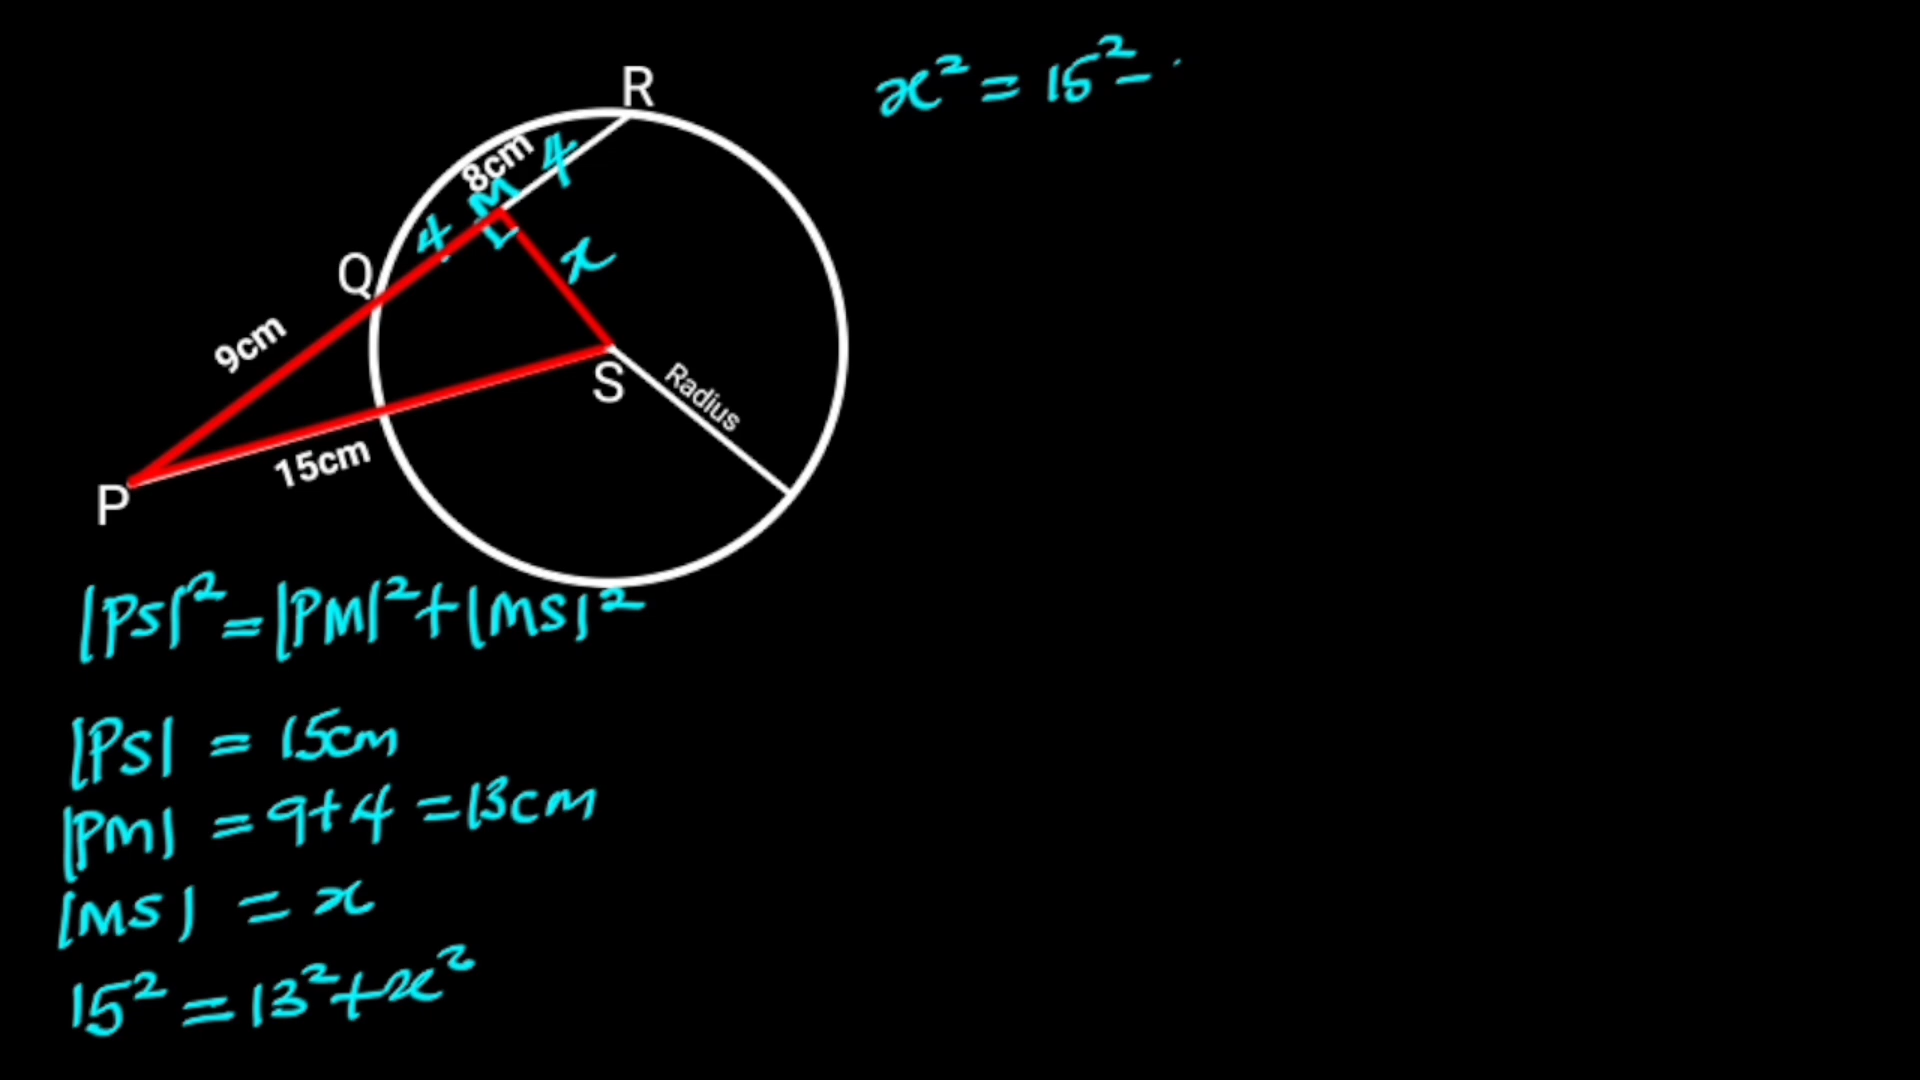 R
x² = 15² -
8cm
4
M
4
x
Q
9cm
S
Radius
15cm
P
|PS|² = |PM|² + |MS|²
|PS| = 15cm
|PM| = 9+4 = 13cm
|MS| = x
15² = 13² + x²